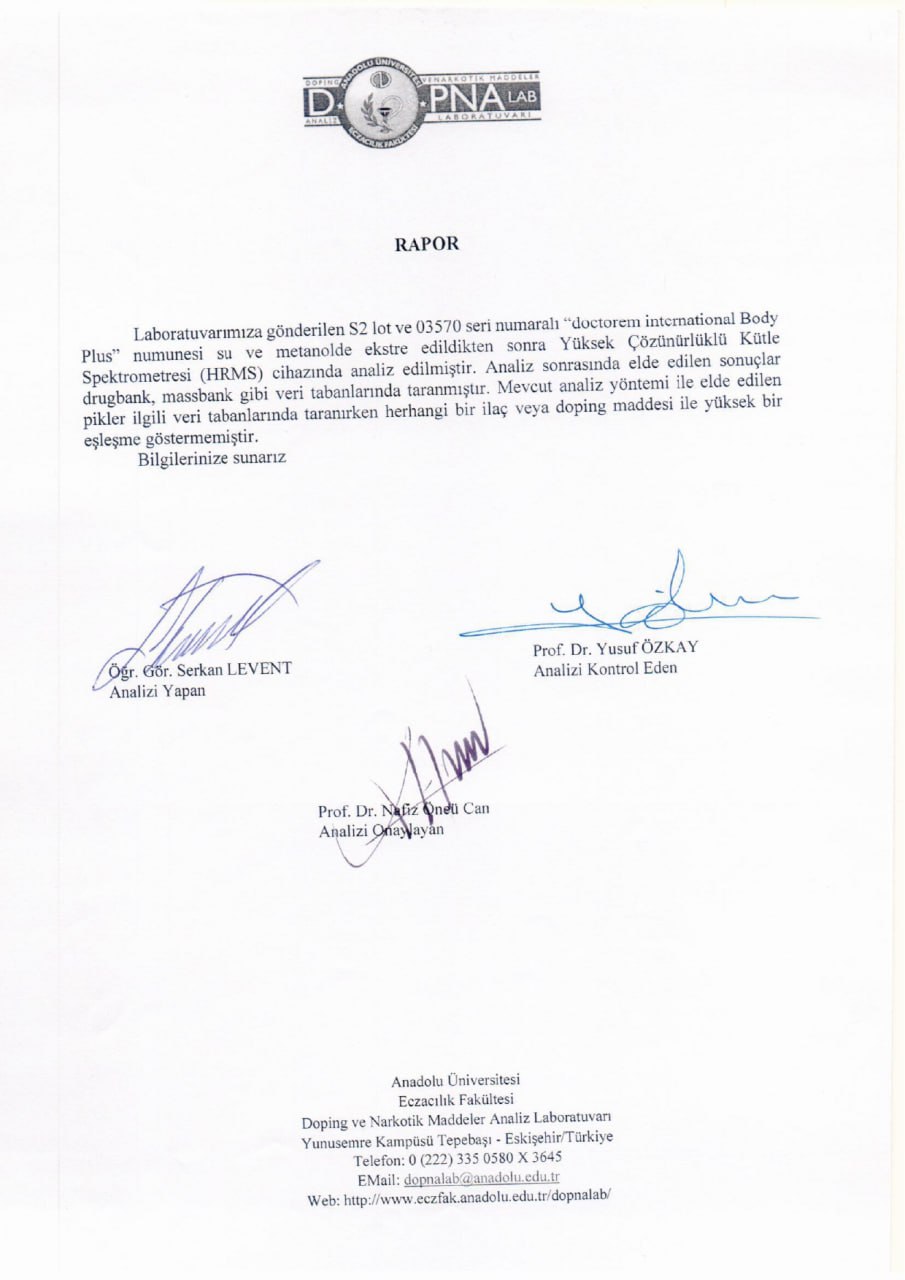 DOPING VE NARKOTİK MADDELER
D PNA LAB
ANALİZ LABORATUVARI
ANADOLU ÜNİVERSİTESİ
ECZACILIK FAKÜLTESİ
RAPOR
Laboratuvarımıza gönderilen S2 lot ve 03570 seri numaralı “doctorem international Body
Plus” numunesi su ve metanolde ekstre edildikten sonra Yüksek Çözünürlüklü Kütle
Spektrometresi (HRMS) cihazında analiz edilmiştir. Analiz sonrasında elde edilen sonuçlar
drugbank, massbank gibi veri tabanlarında taranmıştır. Mevcut analiz yöntemi ile elde edilen
pikler ilgili veri tabanlarında taranırken herhangi bir ilaç veya doping maddesi ile yüksek bir
eşleşme göstermemiştir.
Bilgilerinize sunarız
Öğr. Gör. Serkan LEVENT
Analizi Yapan
Prof. Dr. Yusuf ÖZKAY
Analizi Kontrol Eden
Prof. Dr. Nafiz Öncü Can
Analizi Onaylayan
Anadolu Üniversitesi
Eczacılık Fakültesi
Doping ve Narkotik Maddeler Analiz Laboratuvarı
Yunusemre Kampüsü Tepebaşı - Eskişehir/Türkiye
Telefon: 0 (222) 335 0580 X 3645
EMail: dopnalab@anadolu.edu.tr
Web: http://www.eczfak.anadolu.edu.tr/dopnalab/